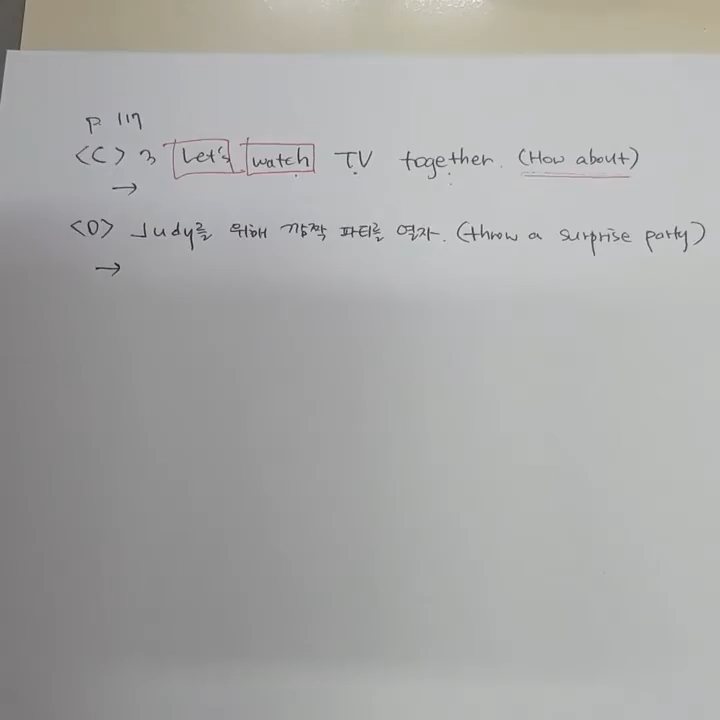 p 117
<C> 3 Let's watch TV together. (How about)
→
<D> Judy를 위해 깜짝 파티를 열자. (throw a surprise party)
→